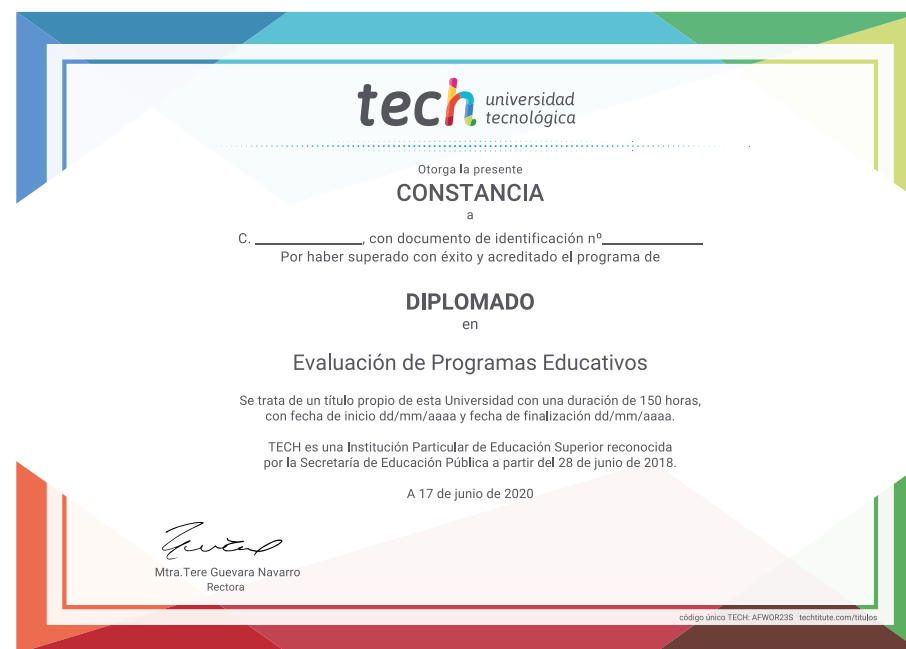 tech universidad
tecnológica
Otorga la presente
CONSTANCIA
a
C. ______________, con documento de identificación nº_____________
Por haber superado con éxito y acreditado el programa de
DIPLOMADO
en
Evaluación de Programas Educativos
Se trata de un título propio de esta Universidad con una duración de 150 horas,
con fecha de inicio dd/mm/aaaa y fecha de finalización dd/mm/aaaa.
TECH es una Institución Particular de Educación Superior reconocida
por la Secretaría de Educación Pública a partir del 28 de junio de 2018.
A 17 de junio de 2020
Mtra.Tere Guevara Navarro
Rectora
código único TECH: AFWOR23S techtitute.com/titulos